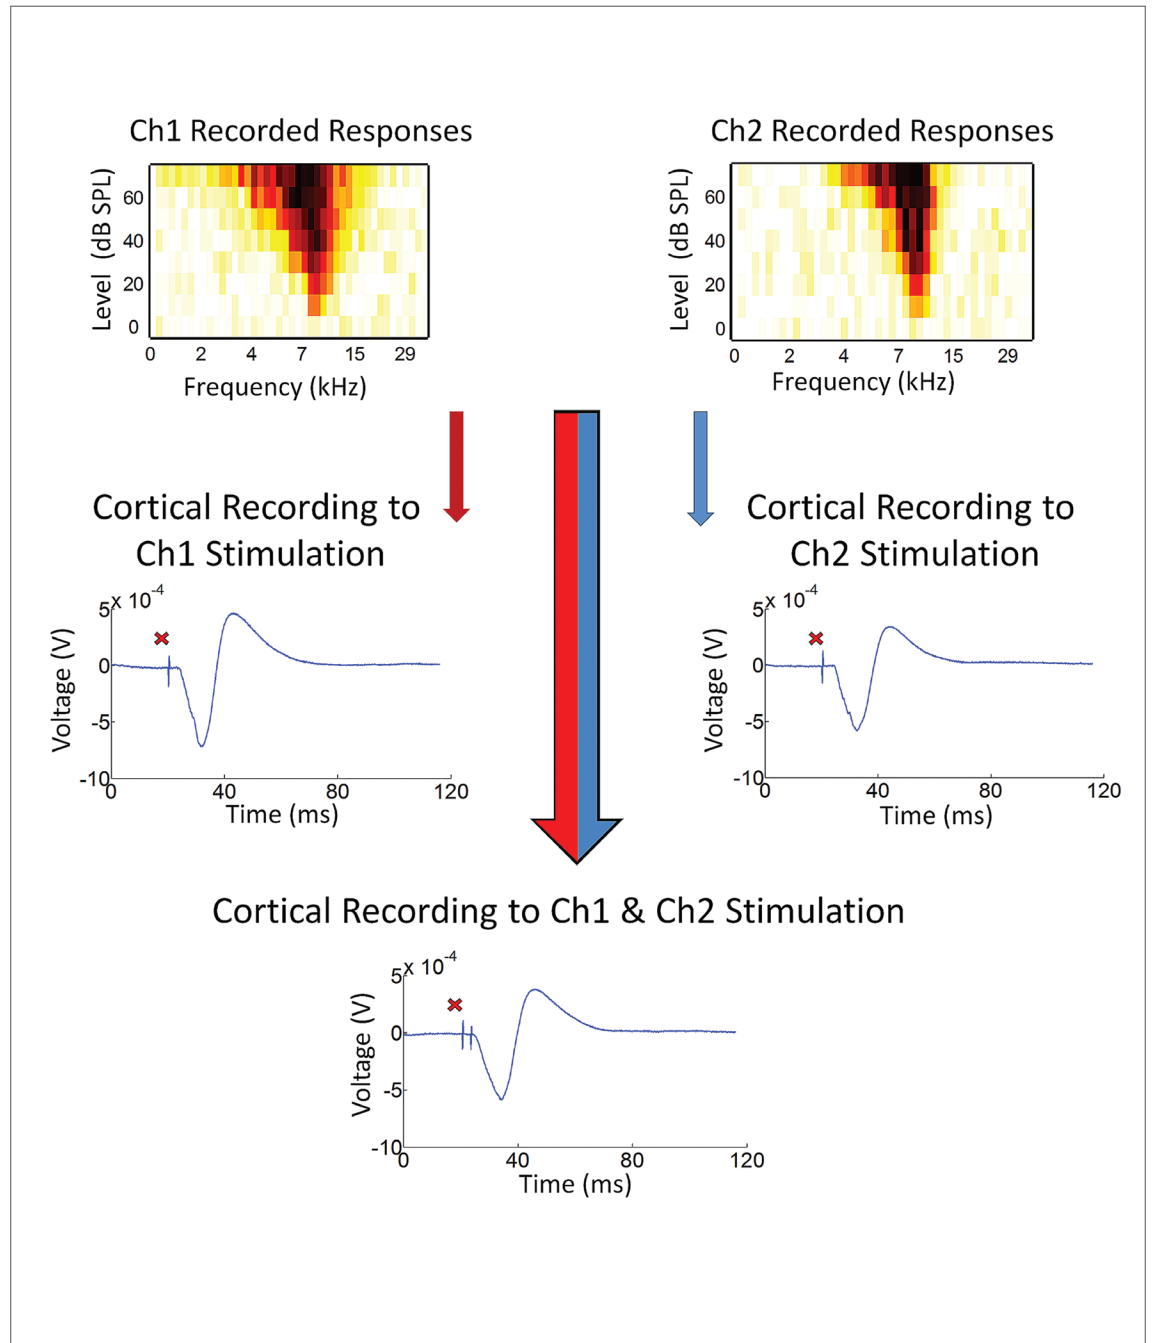 Ch1 Recorded Responses
Level (dB SPL)
60
40
20
0
0 2 4 7 15 29
Frequency (kHz)
Ch2 Recorded Responses
Level (dB SPL)
60
40
20
0
0 2 4 7 15 29
Frequency (kHz)
Cortical Recording to
Ch1 Stimulation
x 10-4
Voltage (V)
5
0
-5
-10
0 40 80 120
Time (ms)
Cortical Recording to
Ch2 Stimulation
x 10-4
Voltage (V)
5
0
-5
-10
0 40 80 120
Time (ms)
Cortical Recording to Ch1 & Ch2 Stimulation
x 10-4
Voltage (V)
5
0
-5
-10
0 40 80 120
Time (ms)